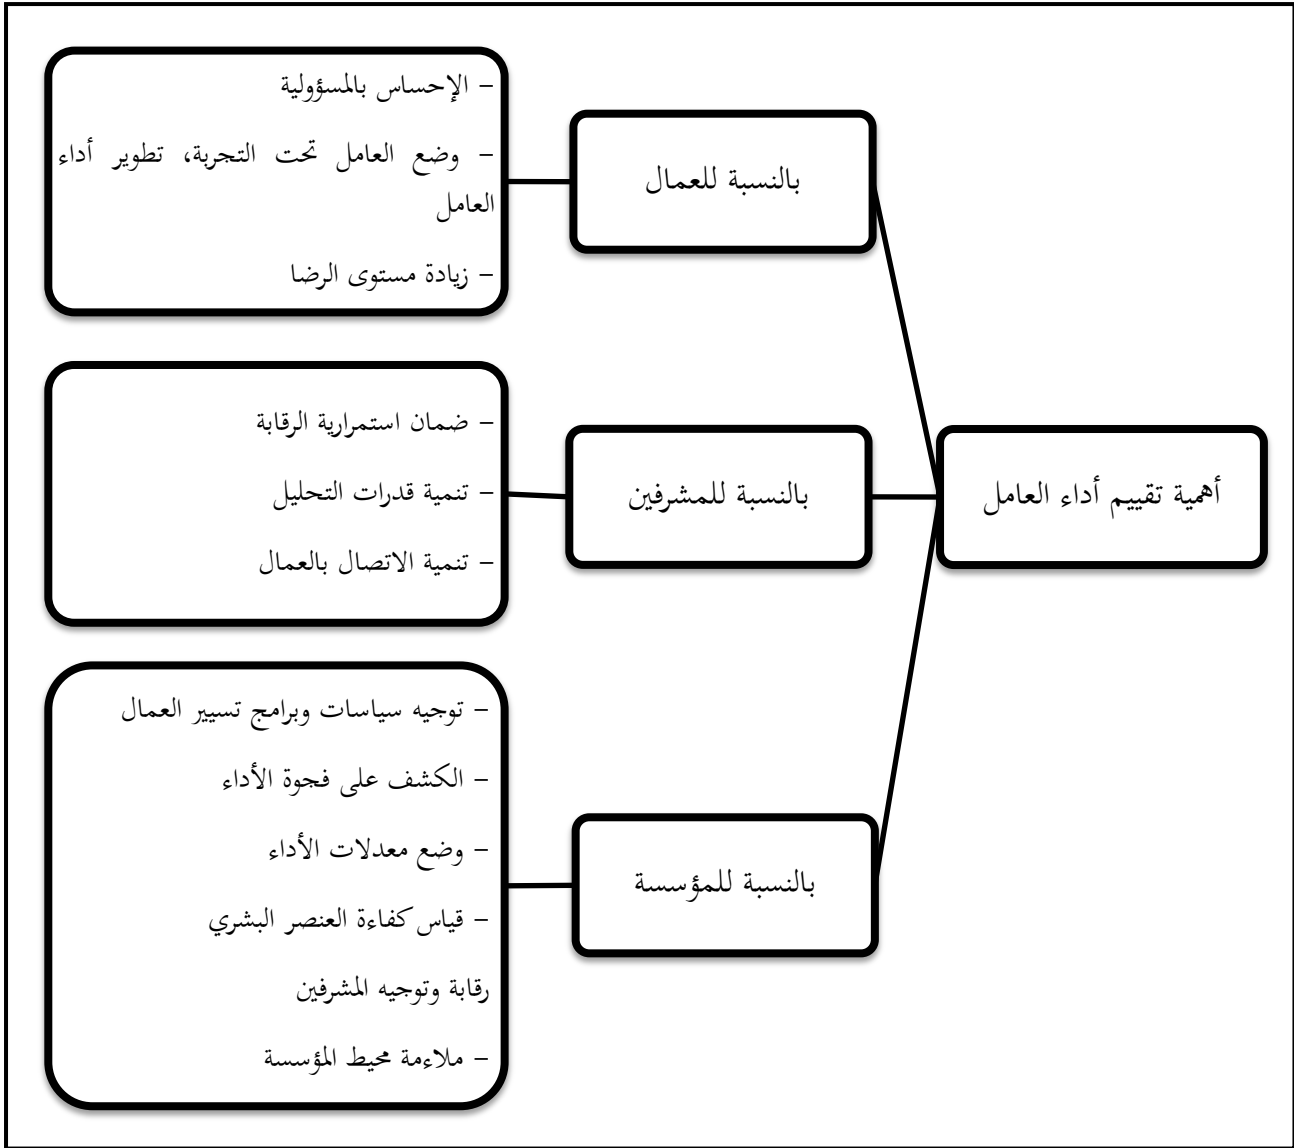 أهمية تقييم أداء العامل
بالنسبة للعمال
– الإحساس بالمسؤولية
– وضع العامل تحت التجربة، تطوير أداء
العامل
– زيادة مستوى الرضا
بالنسبة للمشرفين
– ضمان استمرارية الرقابة
– تنمية قدرات التحليل
– تنمية الاتصال بالعمال
بالنسبة للمؤسسة
– توجيه سياسات وبرامج تسيير العمال
– الكشف على فجوة الأداء
– وضع معدلات الأداء
– قياس كفاءة العنصر البشري
رقابة وتوجيه المشرفين
– ملاءمة محيط المؤسسة